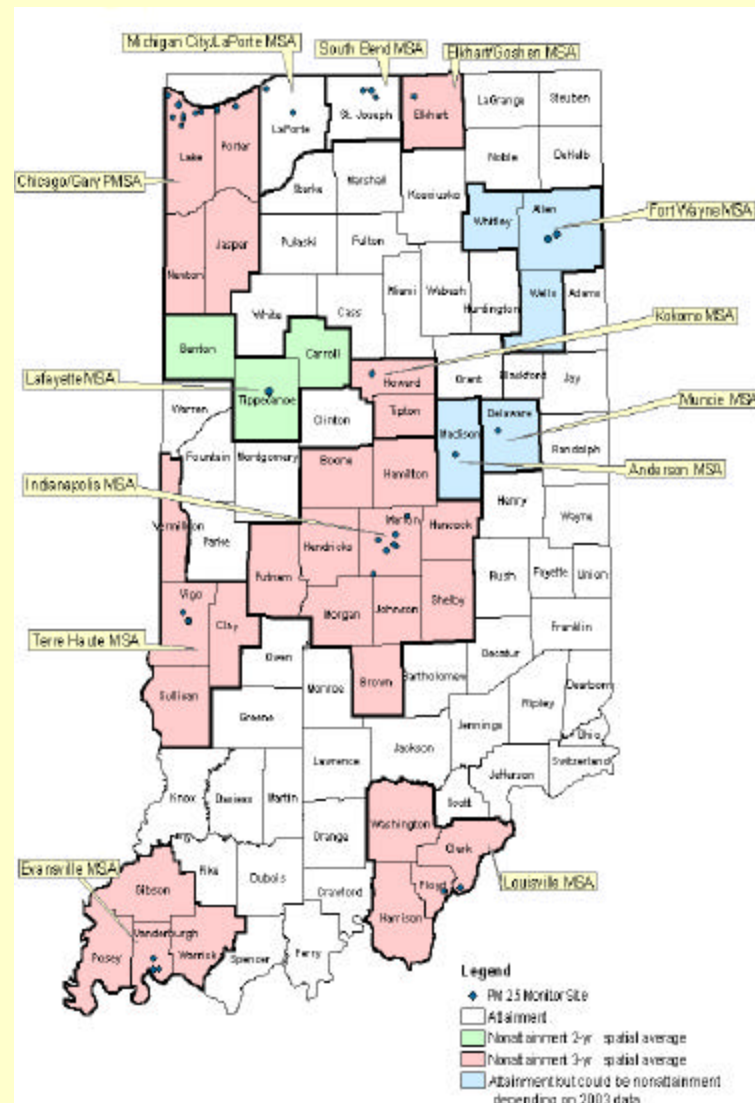 Michigan City/LaPorte MSA
South Bend MSA
Elkhart/Goshen MSA
LaGrange
Steuben
St. Joseph
Elkhart
LaPorte
Lake
Porter
Noble
DeKalb
Chicago/Gary PMSA
Starke
Marshall
Kosciusko
Whitley
Allen
Fort Wayne MSA
Newton
Jasper
Pulaski
Fulton
Miami
Wabash
Huntington
Wells
Adams
White
Cass
Kokomo MSA
Benton
Carroll
Lafayette MSA
Howard
Grant
Blackford
Jay
Tippecanoe
Tipton
Muncie MSA
Warren
Clinton
Madison
Delaware
Randolph
Fountain
Montgomery
Boone
Hamilton
Anderson MSA
Indianapolis MSA
Henry
Vermillion
Marion
Hancock
Wayne
Parke
Hendricks
Putnam
Rush
Fayette
Union
Vigo
Clay
Morgan
Johnson
Shelby
Franklin
Terre Haute MSA
Owen
Decatur
Sullivan
Monroe
Brown
Bartholomew
Dearborn
Greene
Ripley
Jennings
Ohio
Jackson
Switzerland
Lawrence
Jefferson
Knox
Daviess
Martin
Scott
Washington
Orange
Clark
Evansville MSA
Pike
Dubois
Floyd
Louisville MSA
Gibson
Crawford
Harrison
Vanderburgh
Posey
Warrick
Spencer
Perry
Legend
PM 2.5 Monitor Site
Attainment
Nonattainment 2-yr spatial average
Nonattainment 3-yr spatial average
Attainment but could be nonattainment
depending on 2003 data